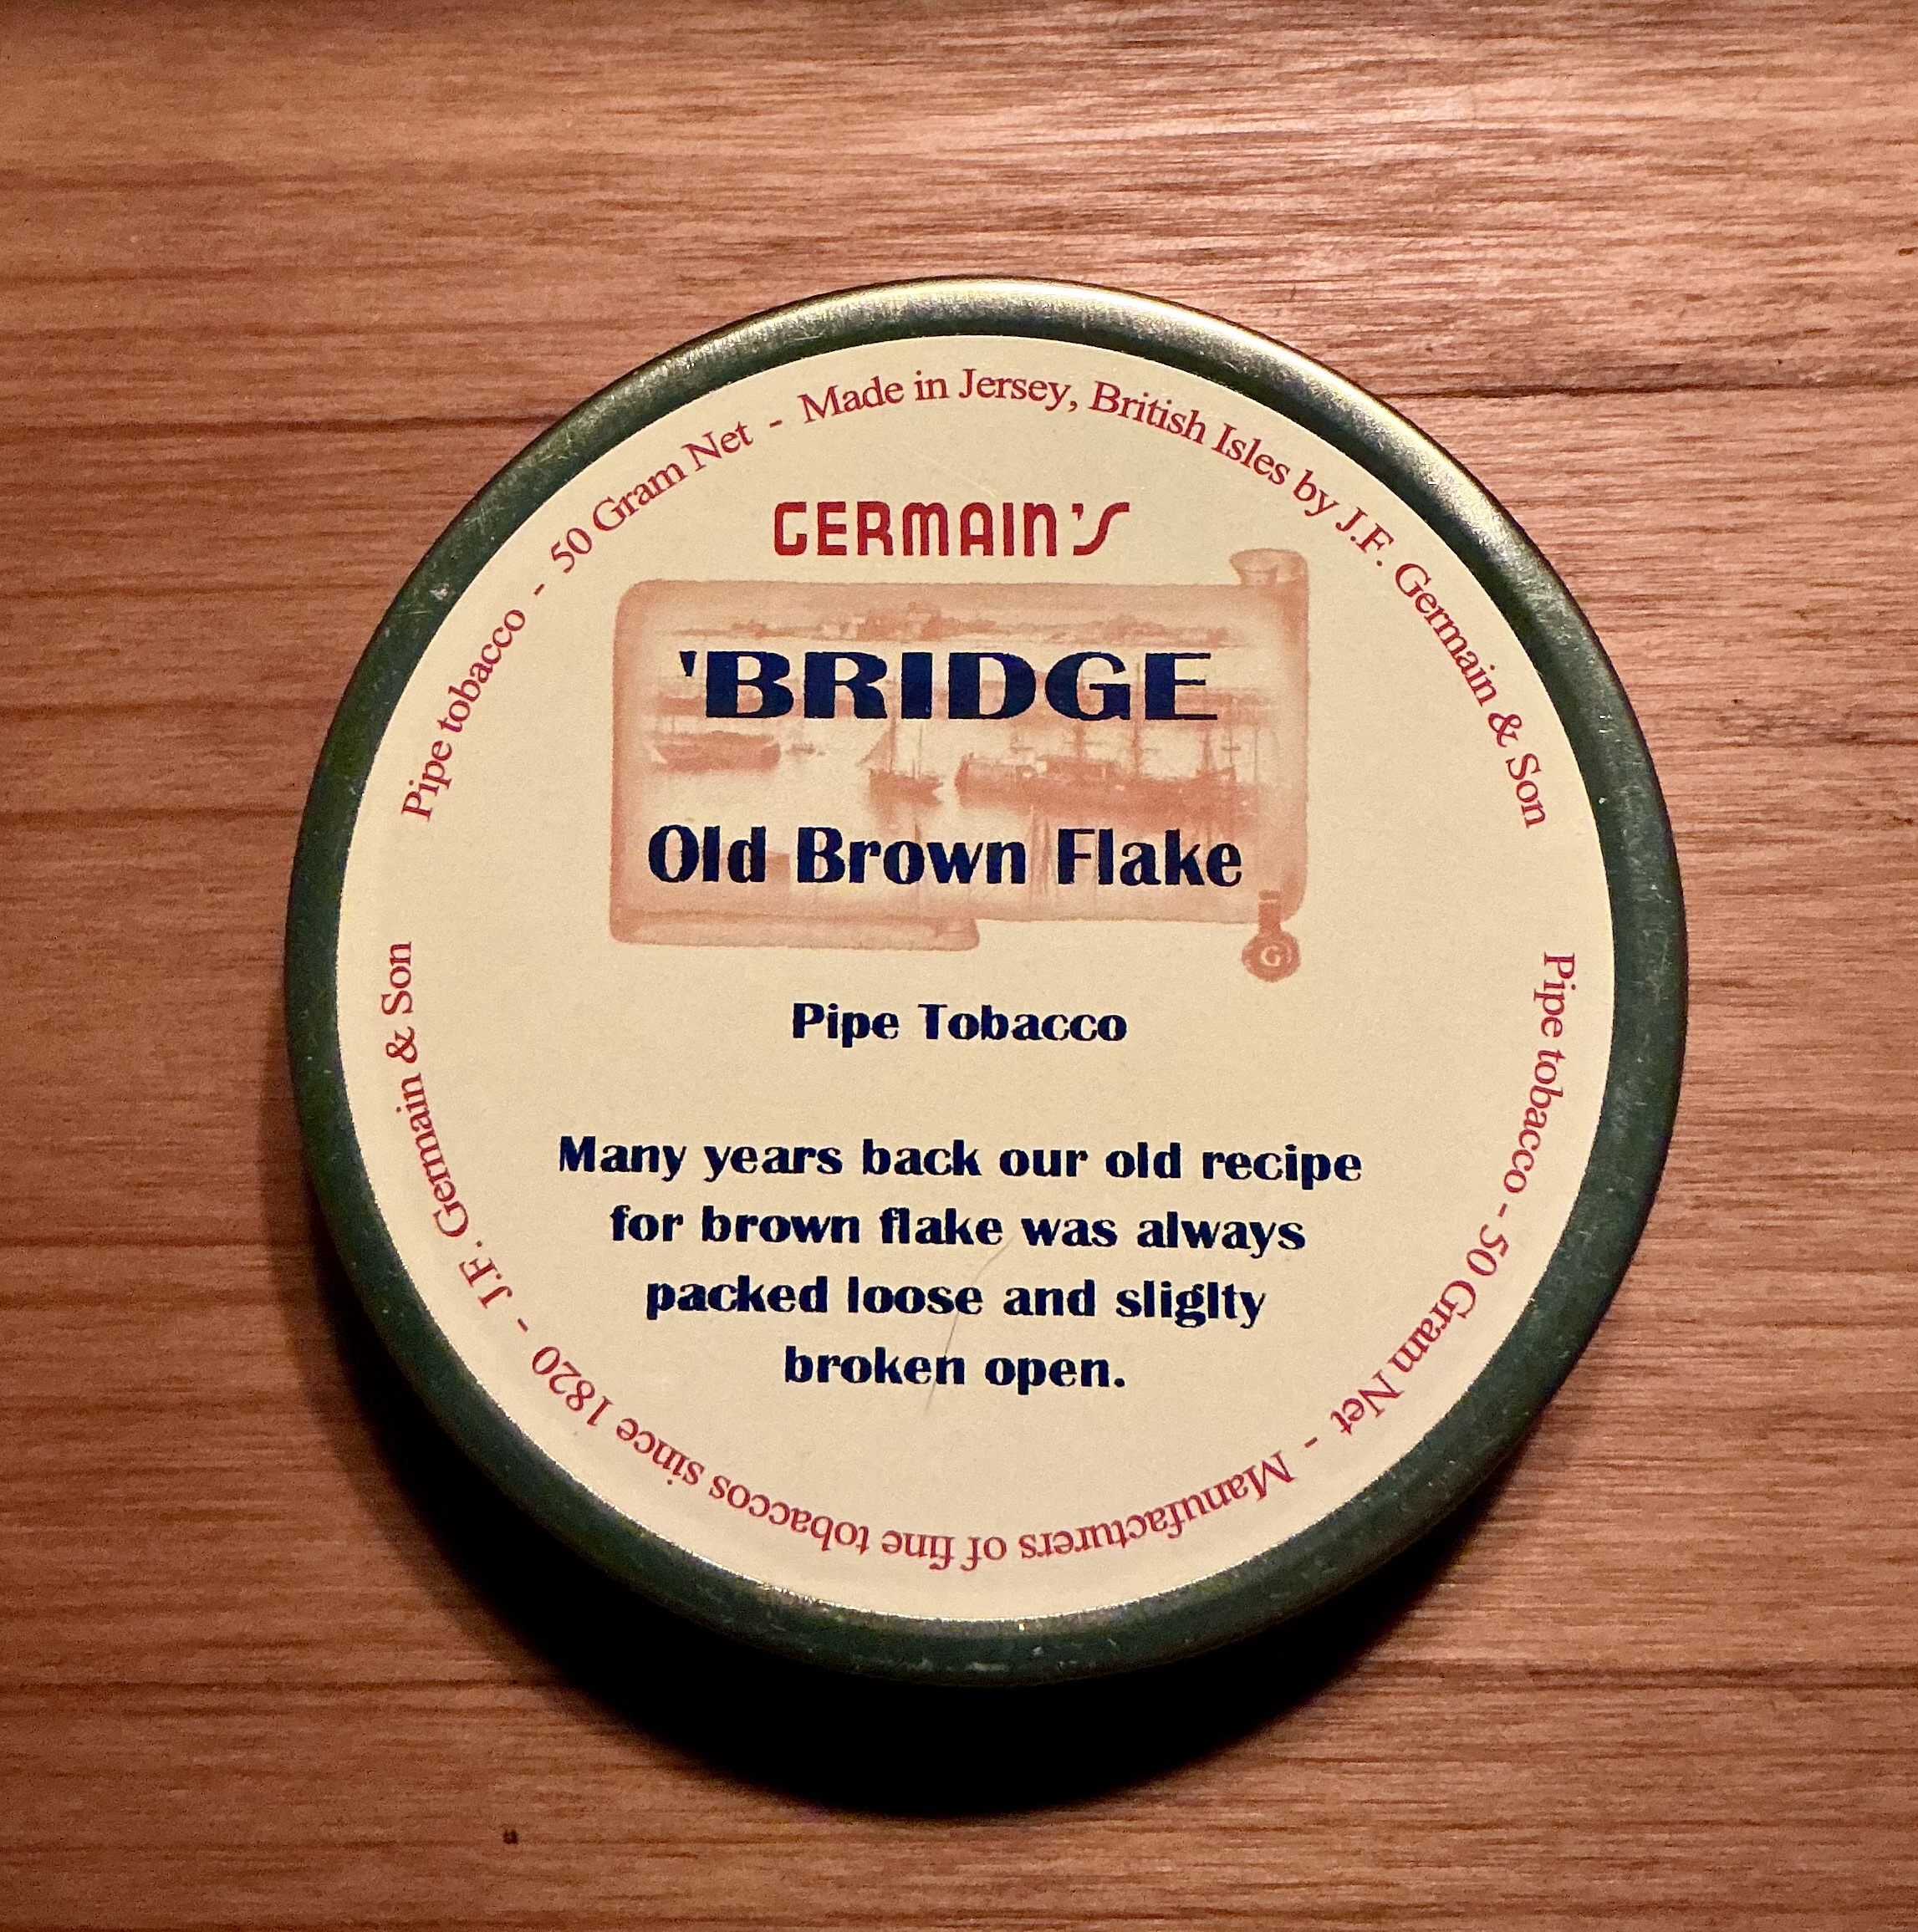 Pipe tobacco - 50 Gram Net - Made in Jersey, British Isles by J.F. Germain & Son
GERMAIN'S
'BRIDGE
Old Brown Flake
G
Pipe Tobacco
Many years back our old recipe
for brown flake was always
packed loose and sliglty
broken open.
Pipe tobacco - 50 Gram Net - Manufacturers of fine tobaccos since 1820 - J.F. Germain & Son